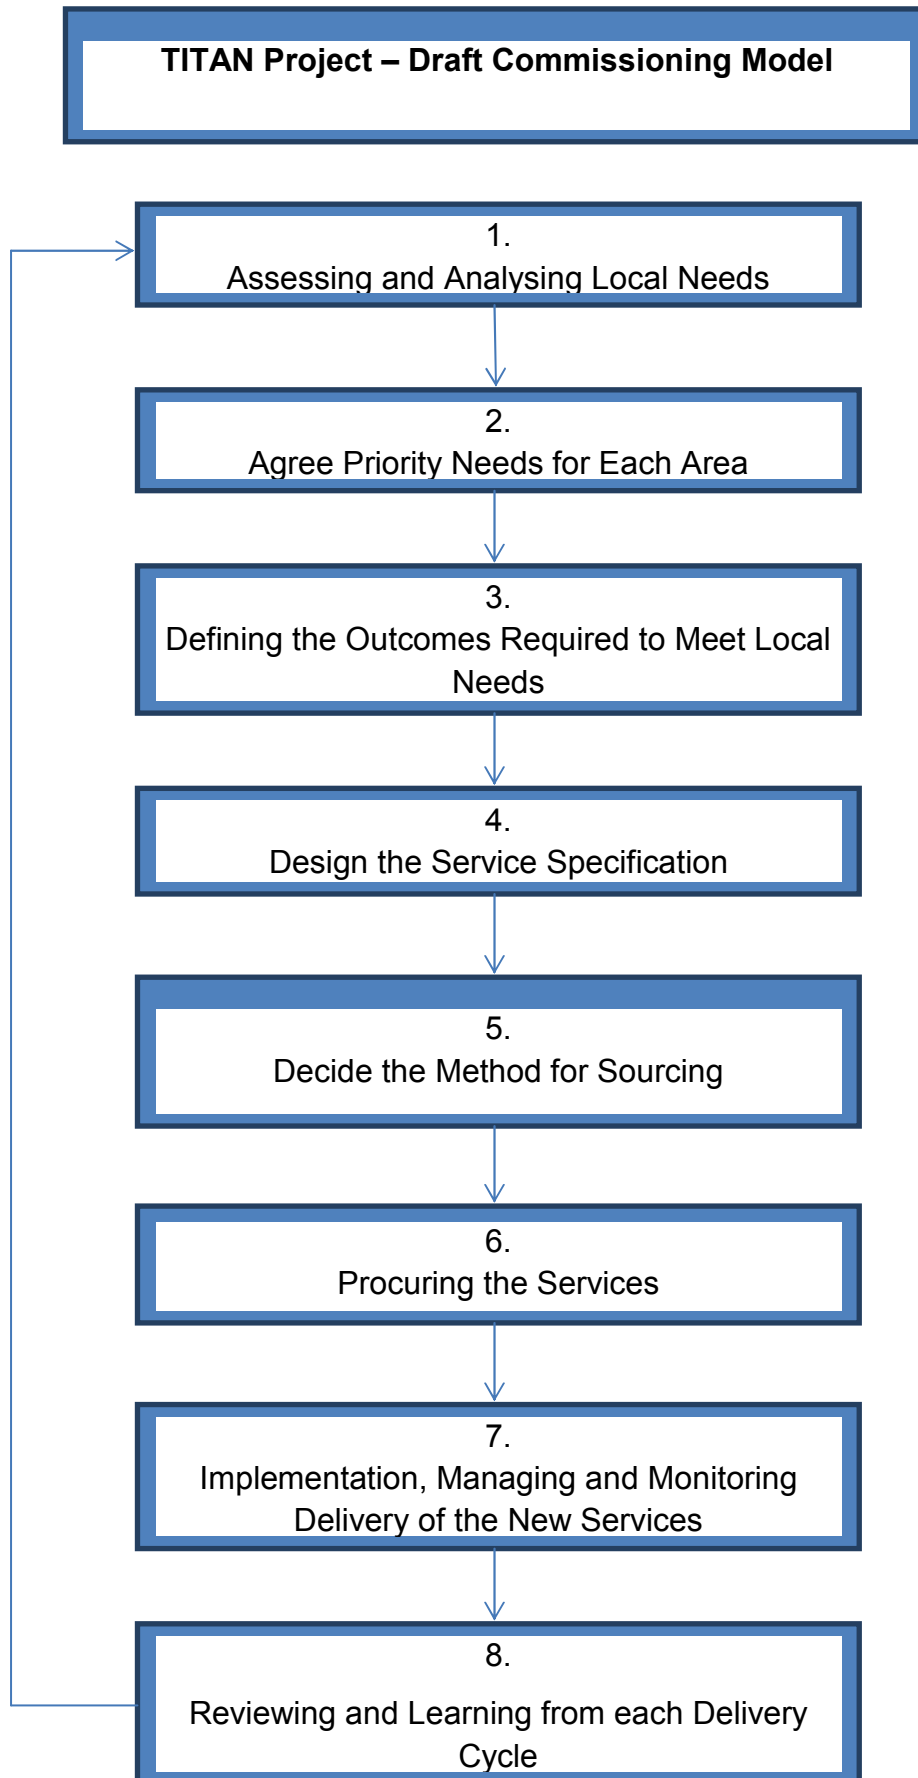 TITAN Project – Draft Commissioning Model
1.
Assessing and Analysing Local Needs
2.
Agree Priority Needs for Each Area
3.
Defining the Outcomes Required to Meet Local
Needs
4.
Design the Service Specification
5.
Decide the Method for Sourcing
6.
Procuring the Services
7.
Implementation, Managing and Monitoring
Delivery of the New Services
8.
Reviewing and Learning from each Delivery
Cycle